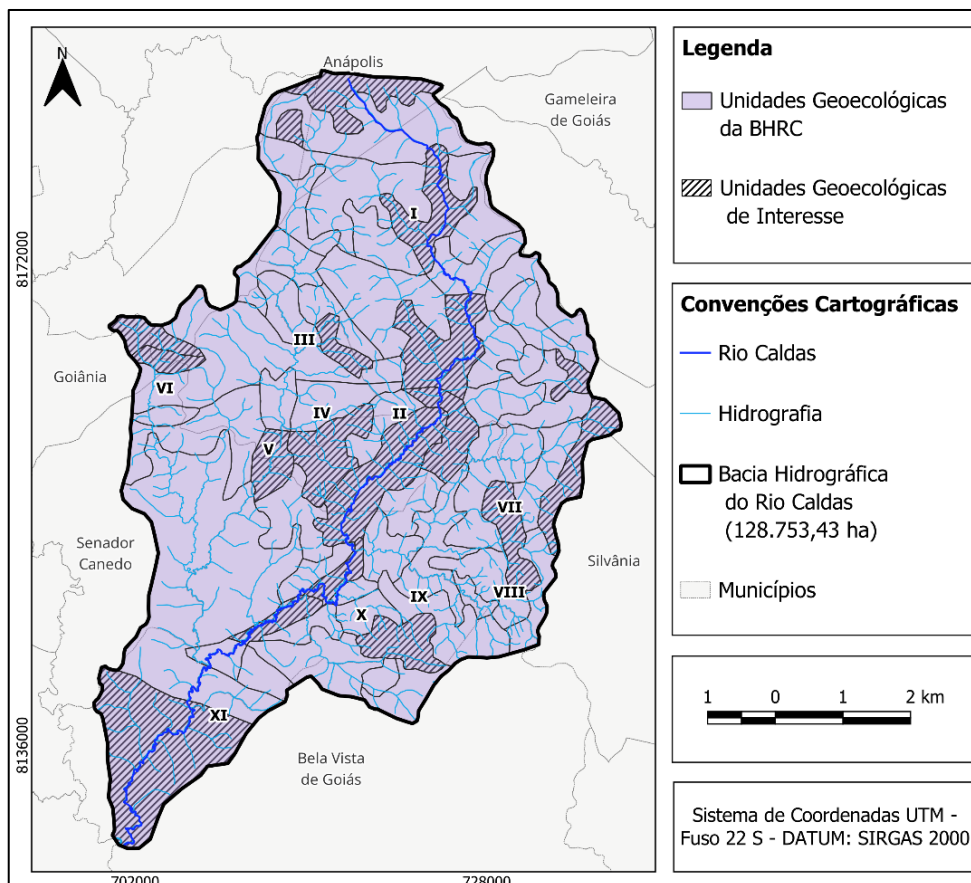 N
Anápolis
Gameleira
de Goiás
I
8172000
III
Goiânia
VI
IV
II
V
VII
Senador
Canedo
Silvânia
IX
VIII
X
XI
8136000
Bela Vista
de Goiás
702000
728000
Legenda
Unidades Geoecológicas
da BHRC
Unidades Geoecológicas
de Interesse
Convenções Cartográficas
Rio Caldas
Hidrografia
Bacia Hidrográfica
do Rio Caldas
(128.753,43 ha)
Municípios
1 0 1 2 km
Sistema de Coordenadas UTM -
Fuso 22 S - DATUM: SIRGAS 2000